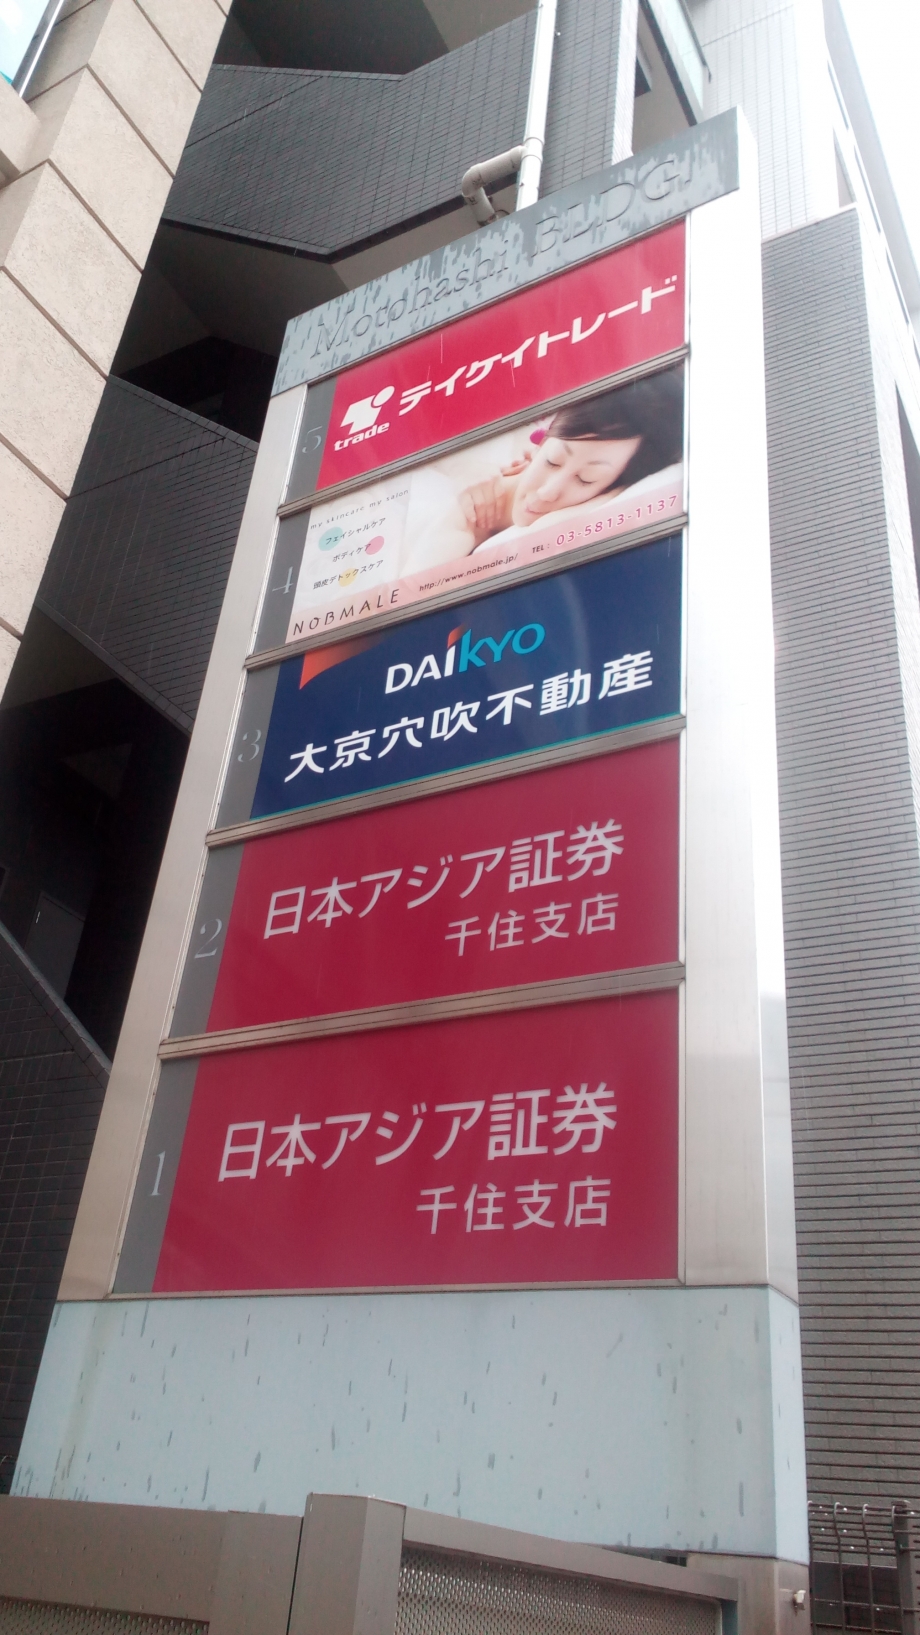 Motohashi BLDG.
5
trade
テイケイトレード
4
my skincare my salon
フェイシャルケア
ボディケア
頭皮デトックスケア
NOBMALE
http://www.nobmale.jp/
TEL: 03-5813-1137
3
DAIKYO
大京穴吹不動産
2
日本アジア証券
千住支店
1
日本アジア証券
千住支店